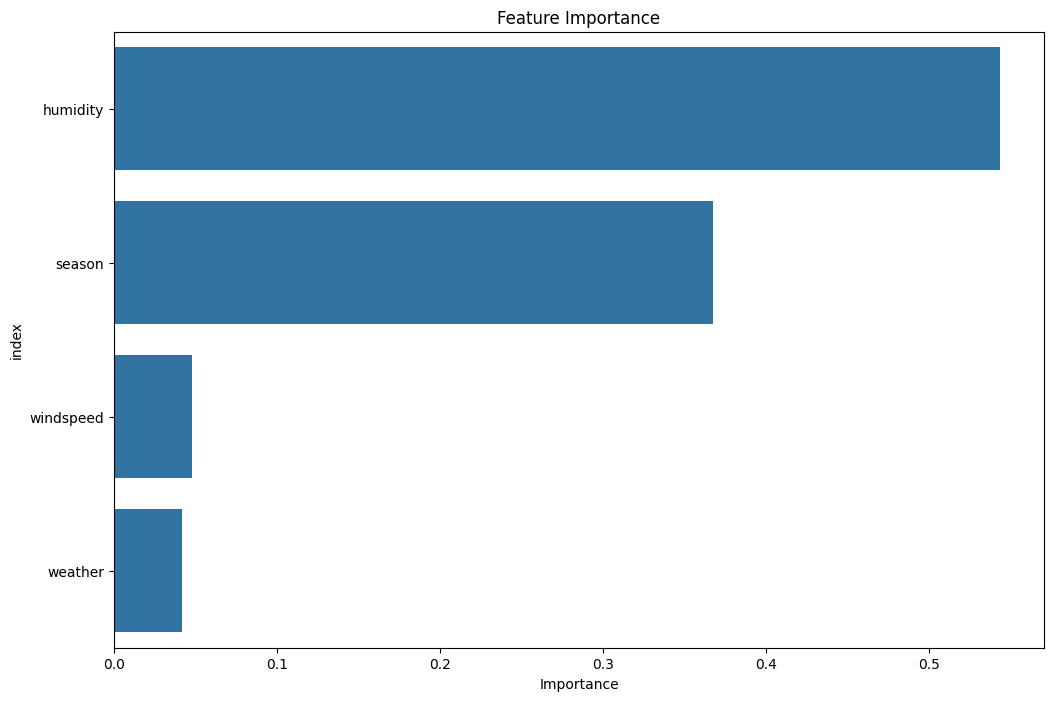 Feature Importance
humidity
season
windspeed
weather
index
0.0 0.1 0.2 0.3 0.4 0.5
Importance